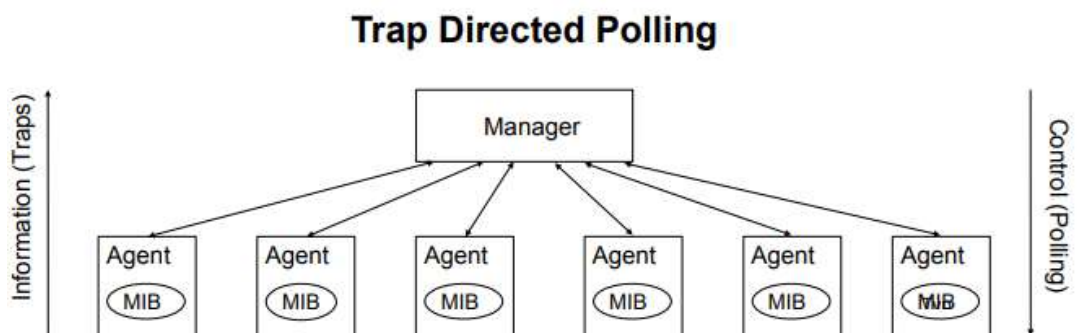 Trap Directed Polling
Information (Traps)
Manager
Control (Polling)
Agent Agent Agent Agent Agent Agent
MIB MIB MIB MIB MIB